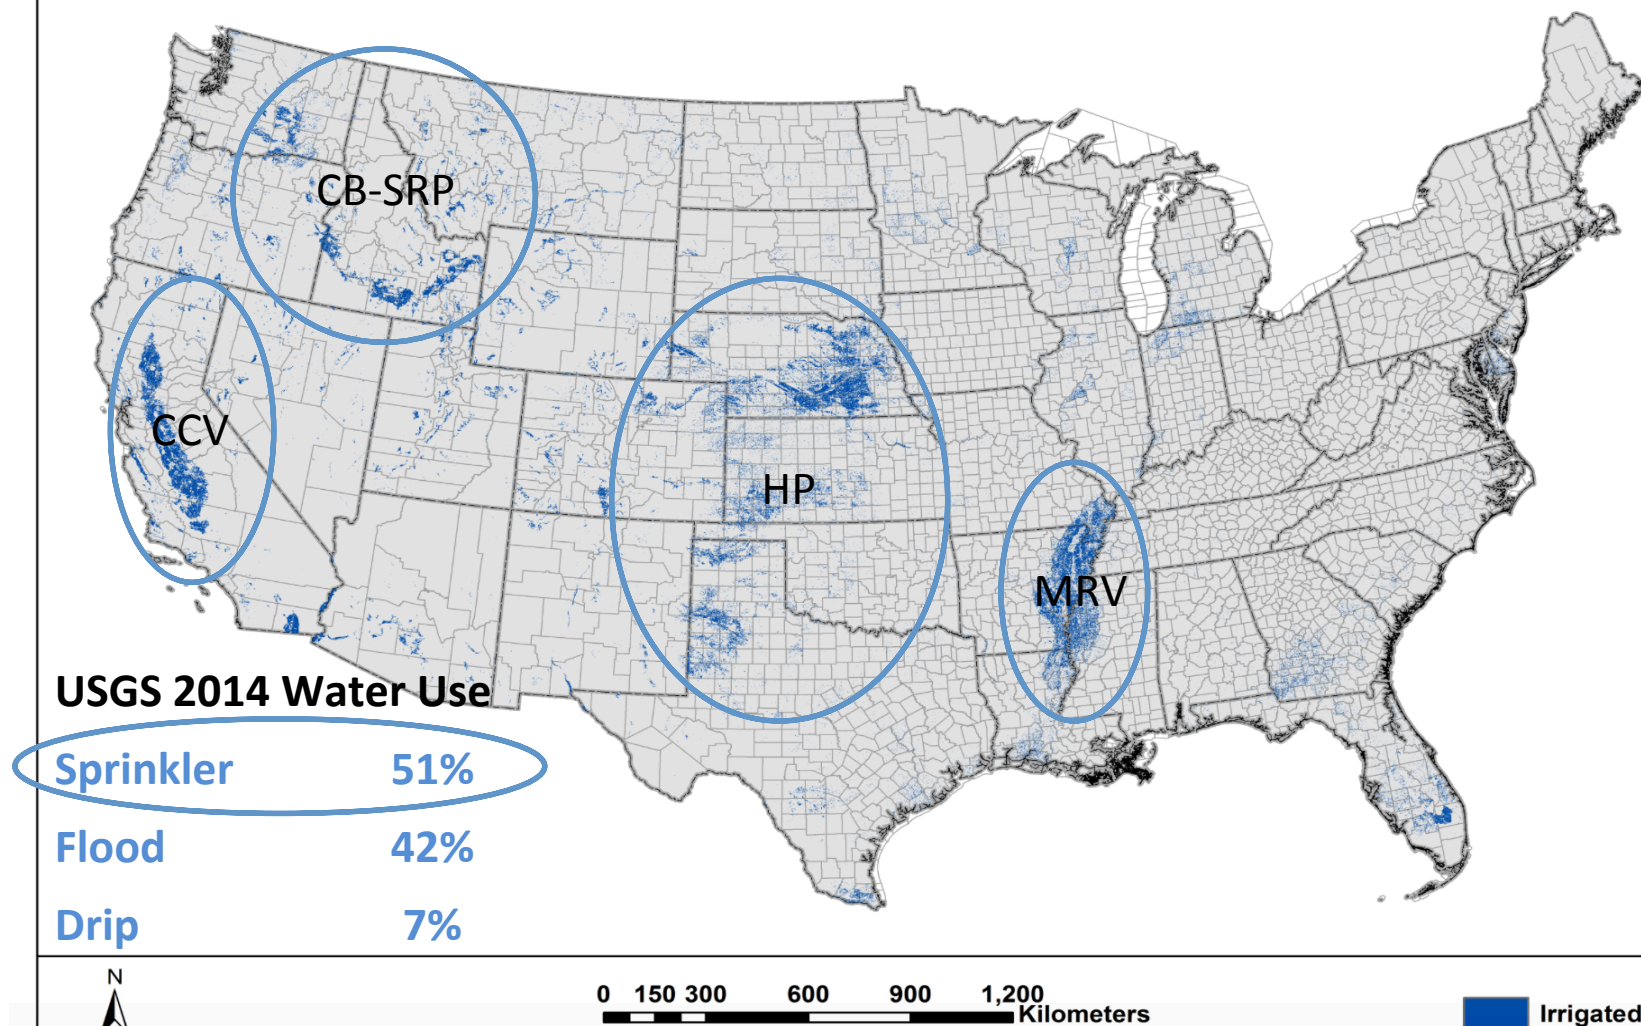 CB-SRP
CCV
HP
MRV
USGS 2014 Water Use
Sprinkler 51%
Flood 42%
Drip 7%
N
0 150 300 600 900 1,200
Kilometers
Irrigated